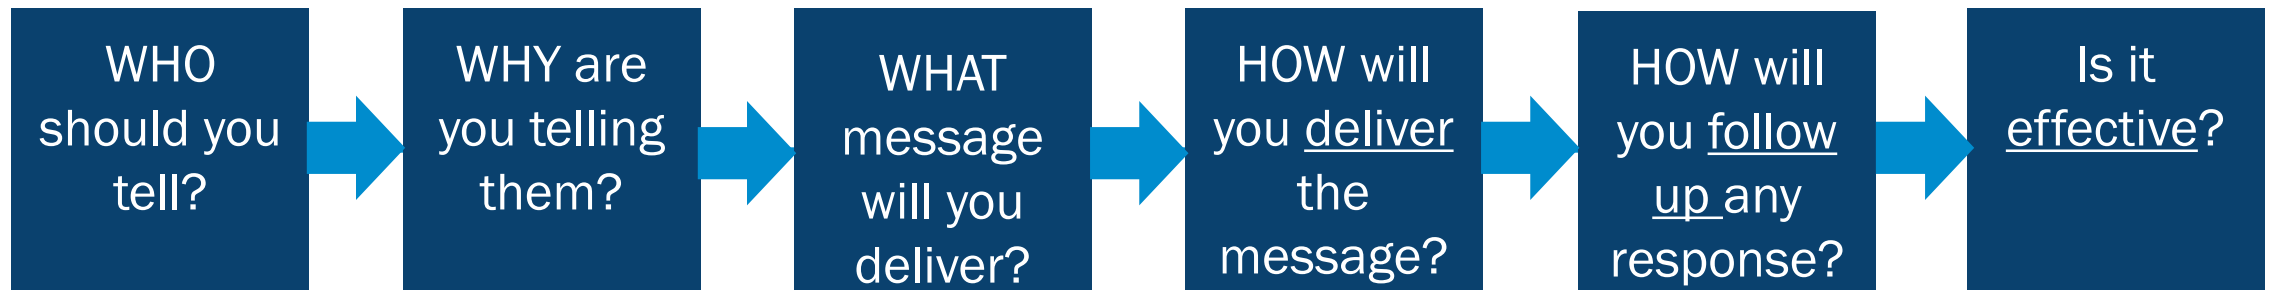 WHO
should you
tell?
WHY are
you telling
them?
WHAT
message
will you
deliver?
HOW will
you deliver
the
message?
HOW will
you follow
up any
response?
Is it
effective?